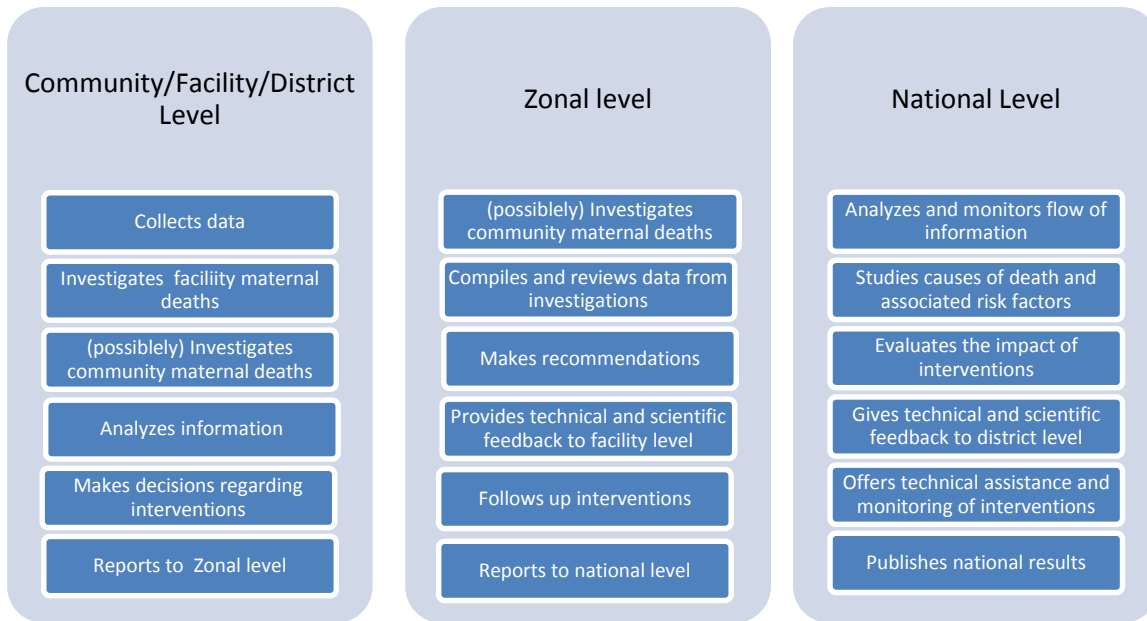 Community/Facility/District
Level
Collects data
Investigates faciliity maternal
deaths
(possiblely) Investigates
community maternal deaths
Analyzes information
Makes decisions regarding
interventions
Reports to Zonal level
Zonal level
(possiblely) Investigates
community maternal deaths
Compiles and reviews data from
investigations
Makes recommendations
Provides technical and scientific
feedback to facility level
Follows up interventions
Reports to national level
National Level
Analyzes and monitors flow of
information
Studies causes of death and
associated risk factors
Evaluates the impact of
interventions
Gives technical and scientific
feedback to district level
Offers technical assistance and
monitoring of interventions
Publishes national results